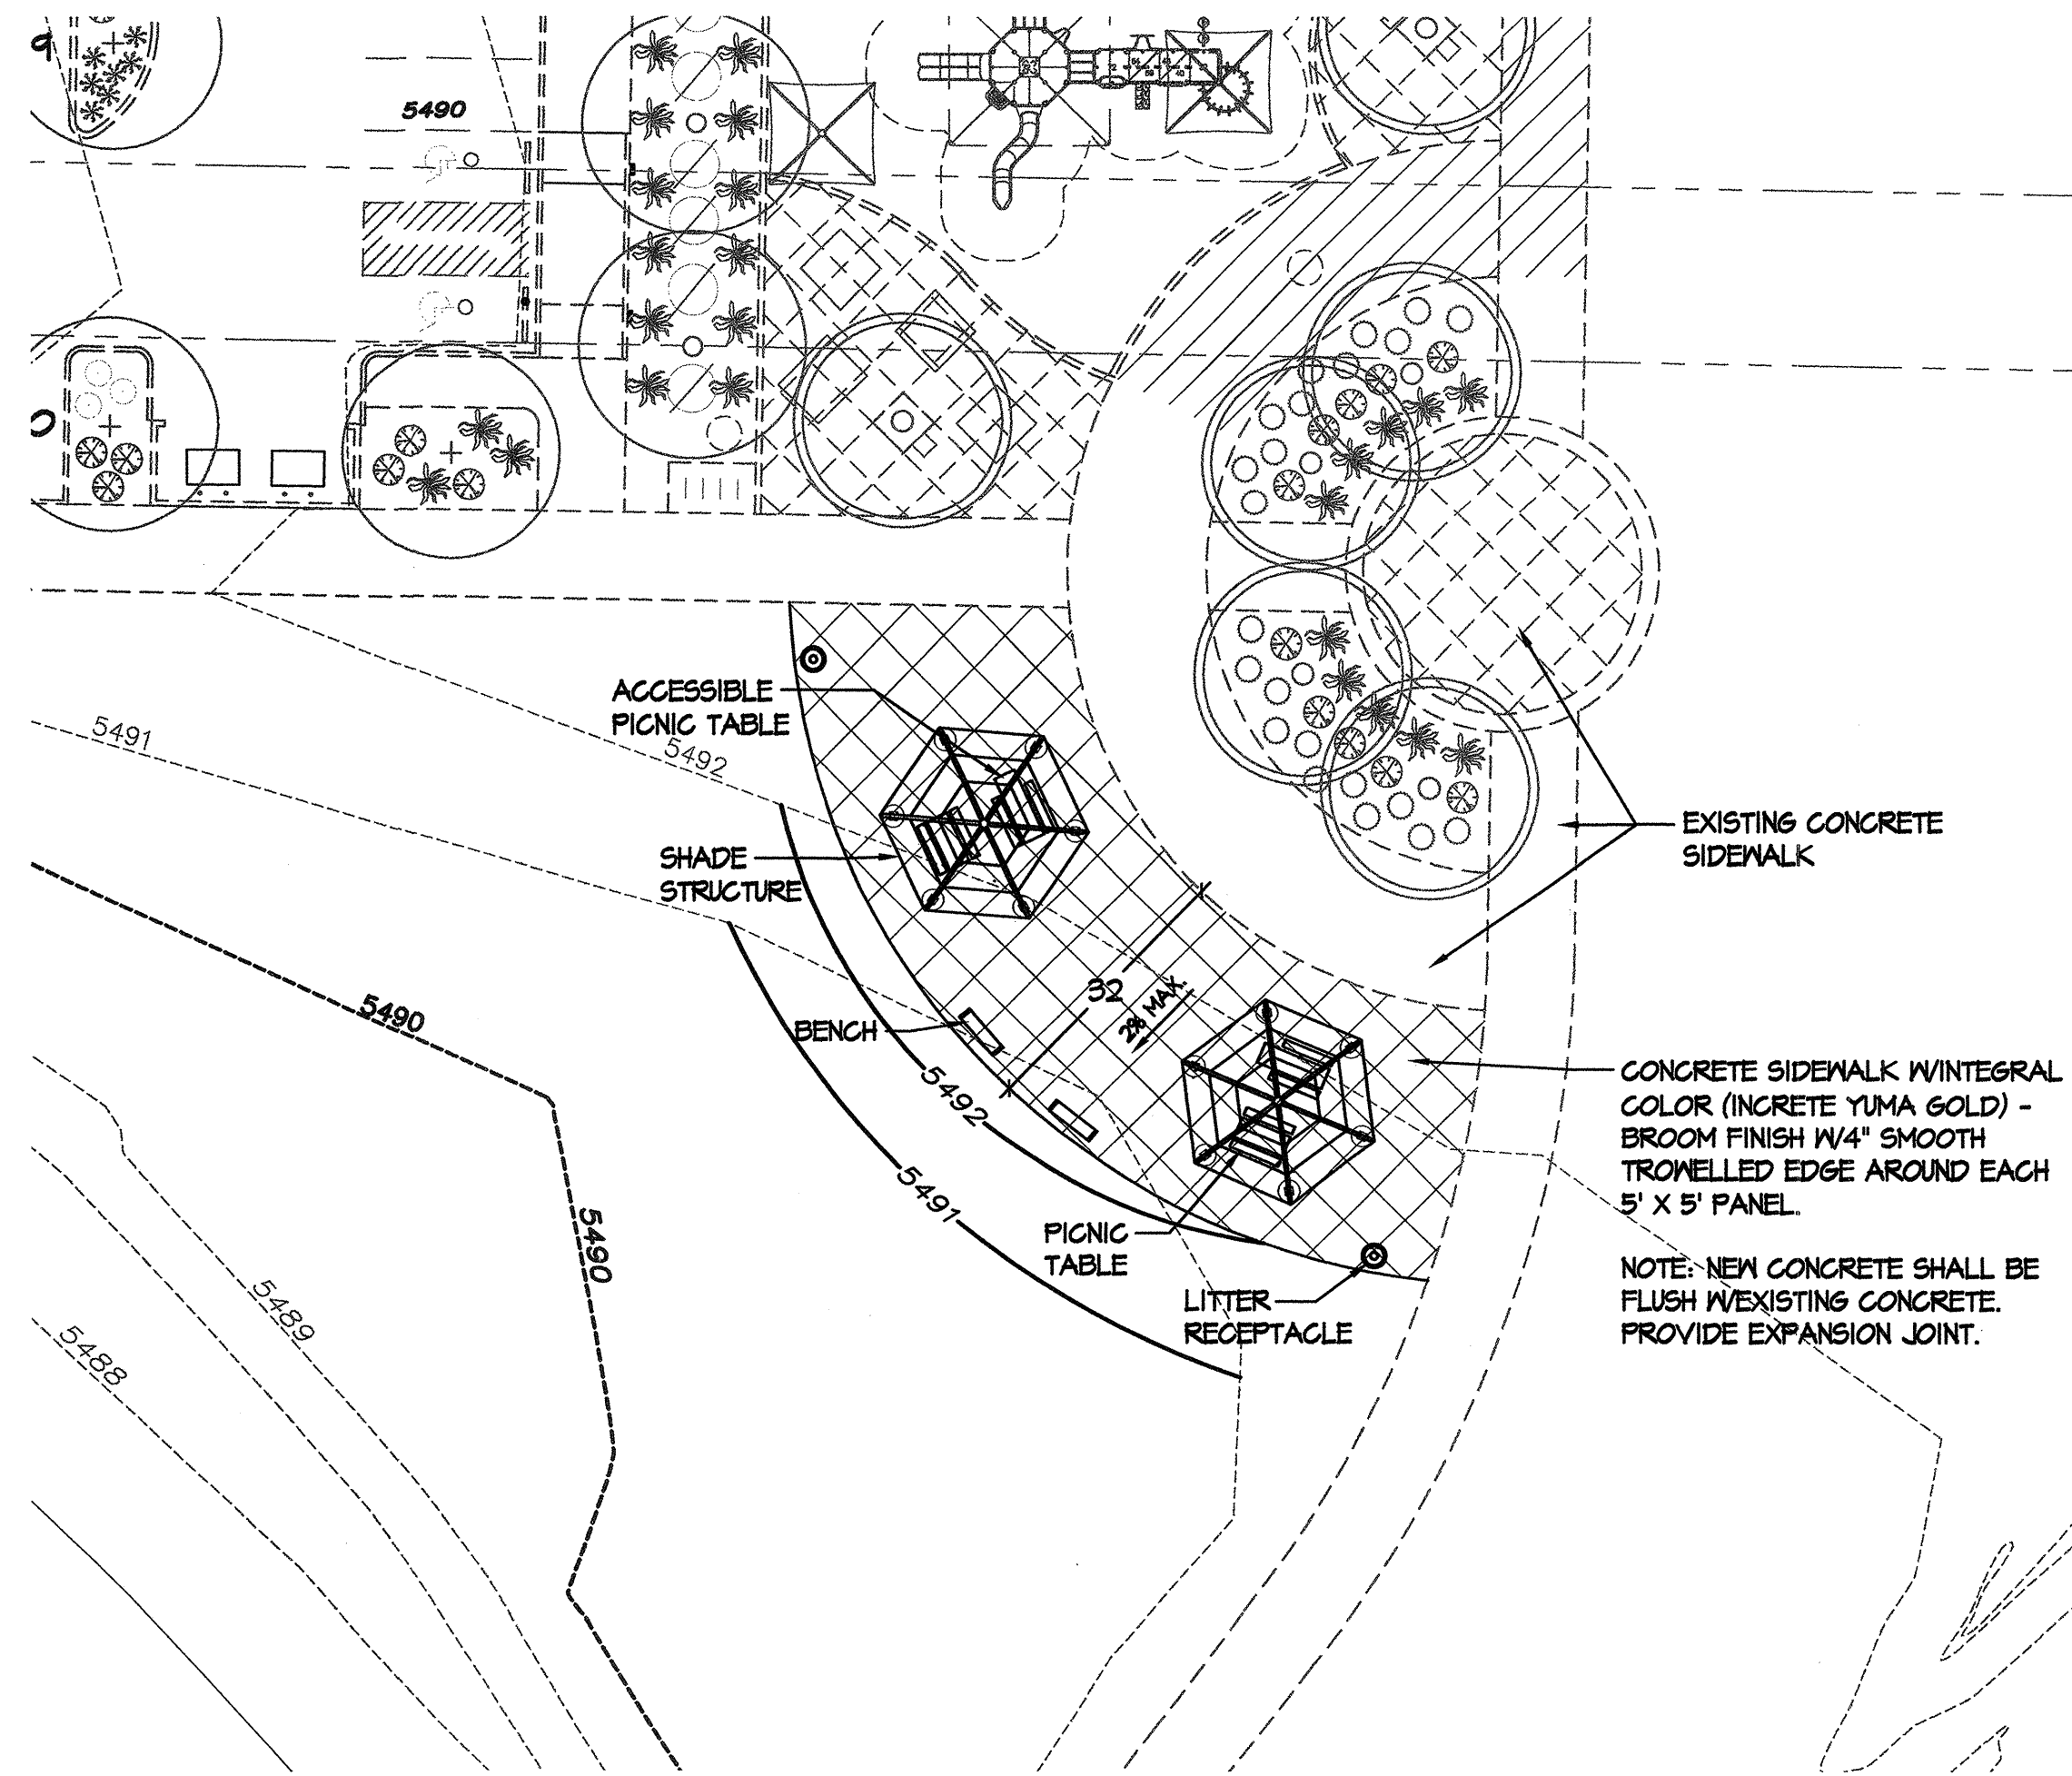 5490
ACCESSIBLE
PICNIC TABLE
5491
5492
SHADE
STRUCTURE
EXISTING CONCRETE
SIDEWALK
5490
32
2% MAX.
BENCH
5492
CONCRETE SIDEWALK W/INTEGRAL
COLOR (INCRETE YUMA GOLD) -
BROOM FINISH W/4" SMOOTH
TROWELLED EDGE AROUND EACH
5' X 5' PANEL.
5491
5490
PICNIC
TABLE
LITTER
RECEPTACLE
NOTE: NEW CONCRETE SHALL BE
FLUSH W/EXISTING CONCRETE.
PROVIDE EXPANSION JOINT.
5489
5488